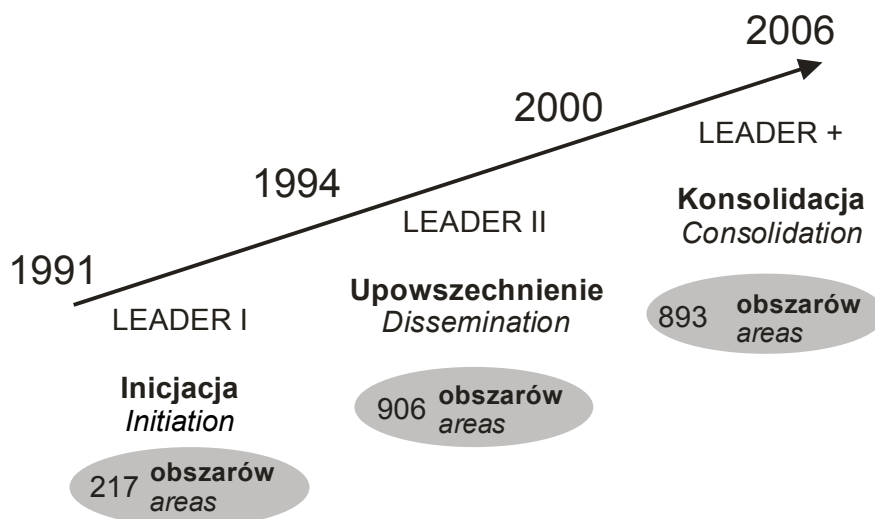 2006
2000
LEADER +
1994
Konsolidacja
Consolidation
LEADER II
1991
Upowszechnienie
Dissemination
893 obszarów
areas
LEADER I
Inicjacja
Initiation
906 obszarów
areas
217 obszarów
areas